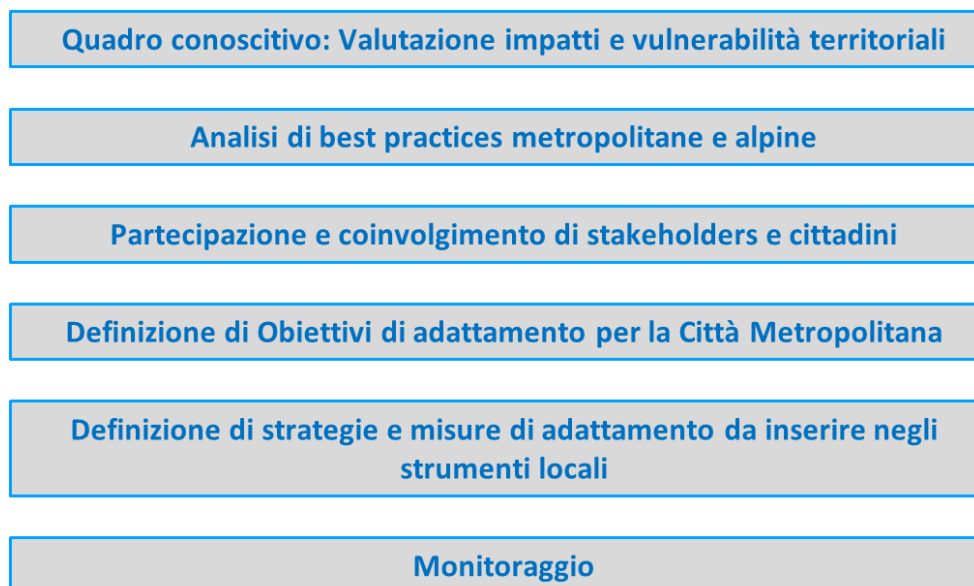 Quadro conoscitivo: Valutazione impatti e vulnerabilità territoriali
Analisi di best practices metropolitane e alpine
Partecipazione e coinvolgimento di stakeholders e cittadini
Definizione di Obiettivi di adattamento per la Città Metropolitana
Definizione di strategie e misure di adattamento da inserire negli
strumenti locali
Monitoraggio